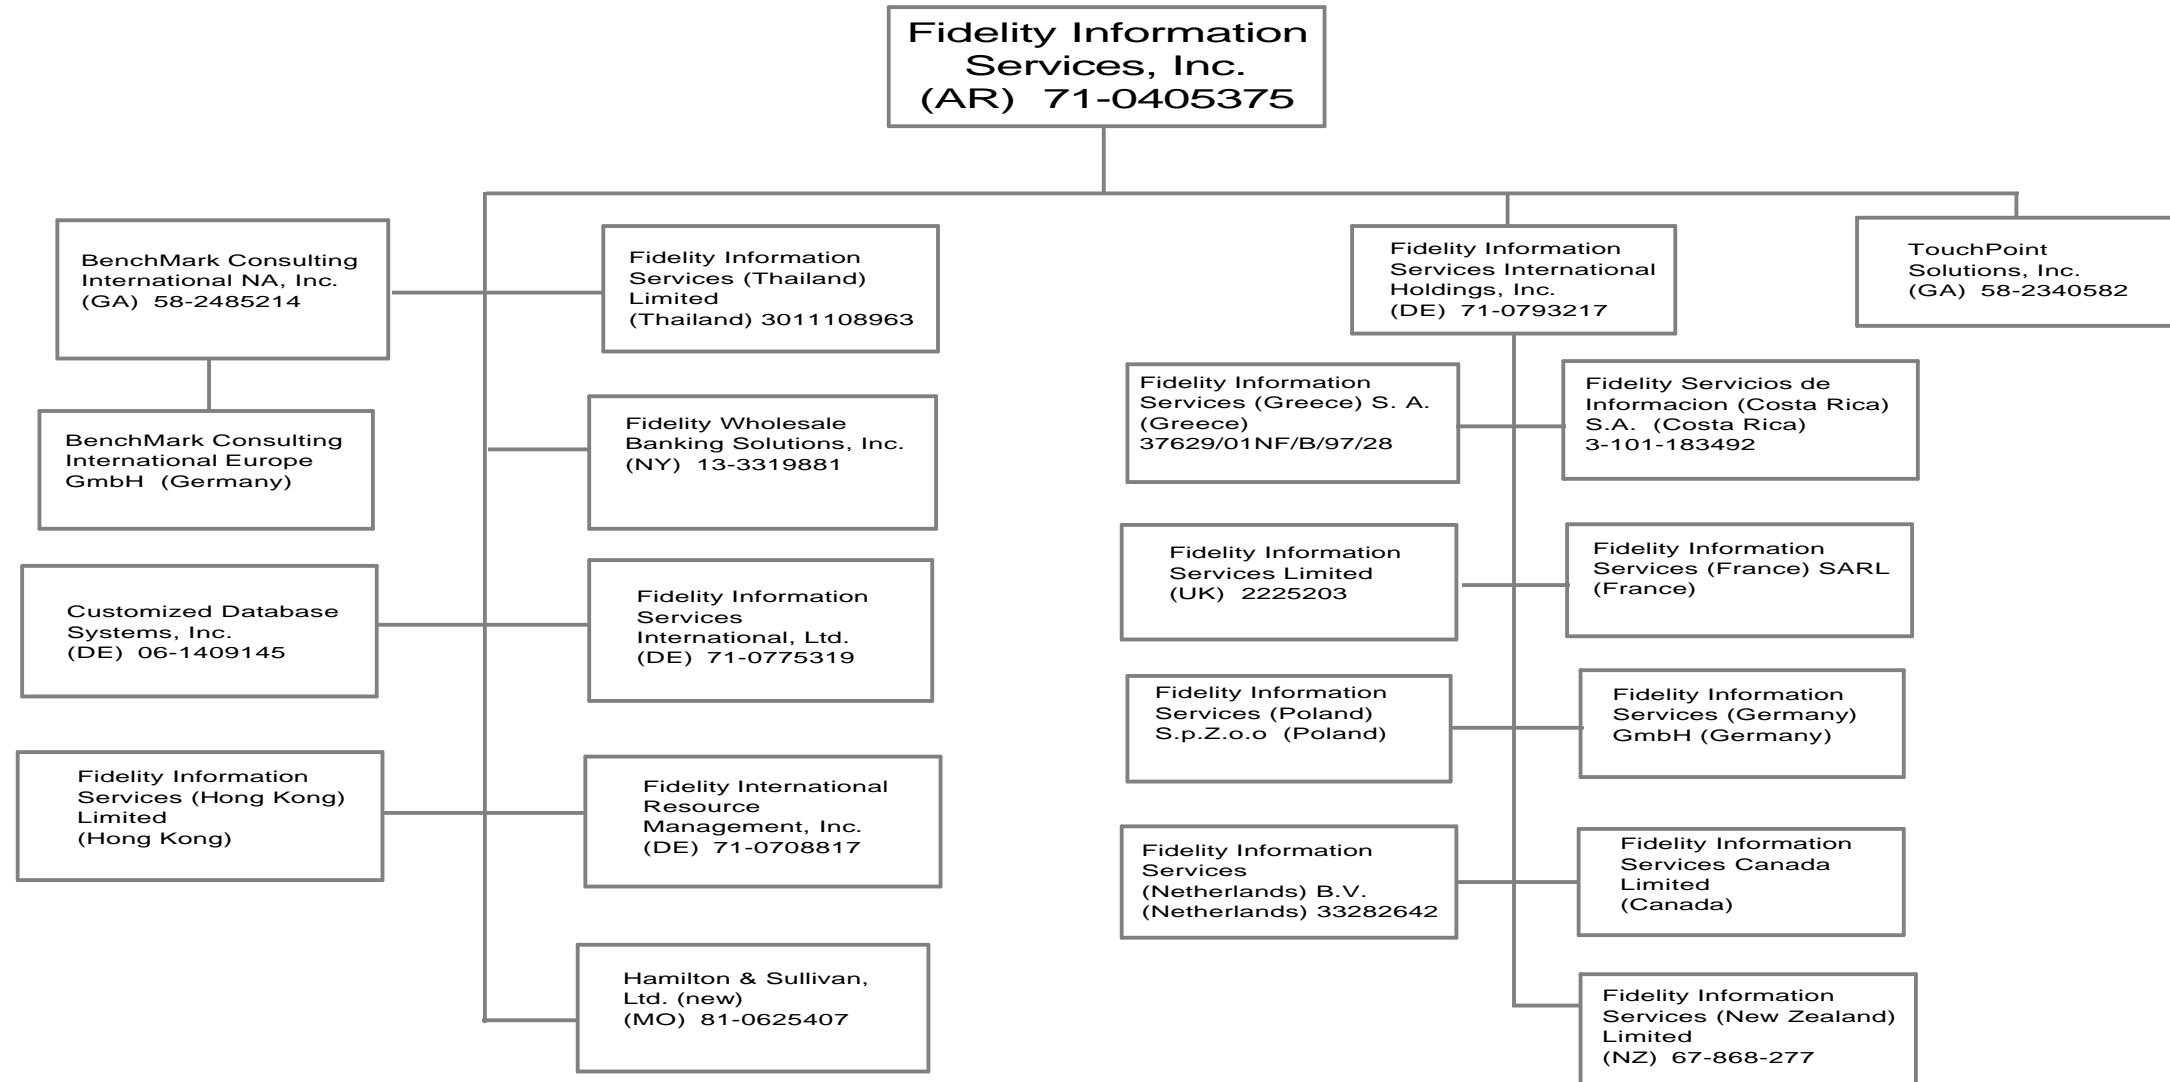 Fidelity Information
Services, Inc.
(AR) 71-0405375
BenchMark Consulting
International NA, Inc.
(GA) 58-2485214
Fidelity Information
Services (Thailand)
Limited
(Thailand) 3011108963
Fidelity Information
Services International
Holdings, Inc.
(DE) 71-0793217
TouchPoint
Solutions, Inc.
(GA) 58-2340582
BenchMark Consulting
International Europe
GmbH (Germany)
Fidelity Wholesale
Banking Solutions, Inc.
(NY) 13-3319881
Fidelity Information
Services (Greece) S. A.
(Greece)
37629/01NF/B/97/28
Fidelity Servicios de
Informacion (Costa Rica)
S.A. (Costa Rica)
3-101-183492
Customized Database
Systems, Inc.
(DE) 06-1409145
Fidelity Information
Services
International, Ltd.
(DE) 71-0775319
Fidelity Information
Services Limited
(UK) 2225203
Fidelity Information
Services (France) SARL
(France)
Fidelity Information
Services (Hong Kong)
Limited
(Hong Kong)
Fidelity International
Resource
Management, Inc.
(DE) 71-0708817
Fidelity Information
Services (Poland)
S.p.Z.o.o (Poland)
Fidelity Information
Services (Germany)
GmbH (Germany)
Fidelity Information
Services
(Netherlands) B.V.
(Netherlands) 33282642
Fidelity Information
Services Canada
Limited
(Canada)
Hamilton & Sullivan,
Ltd. (new)
(MO) 81-0625407
Fidelity Information
Services (New Zealand)
Limited
(NZ) 67-868-277